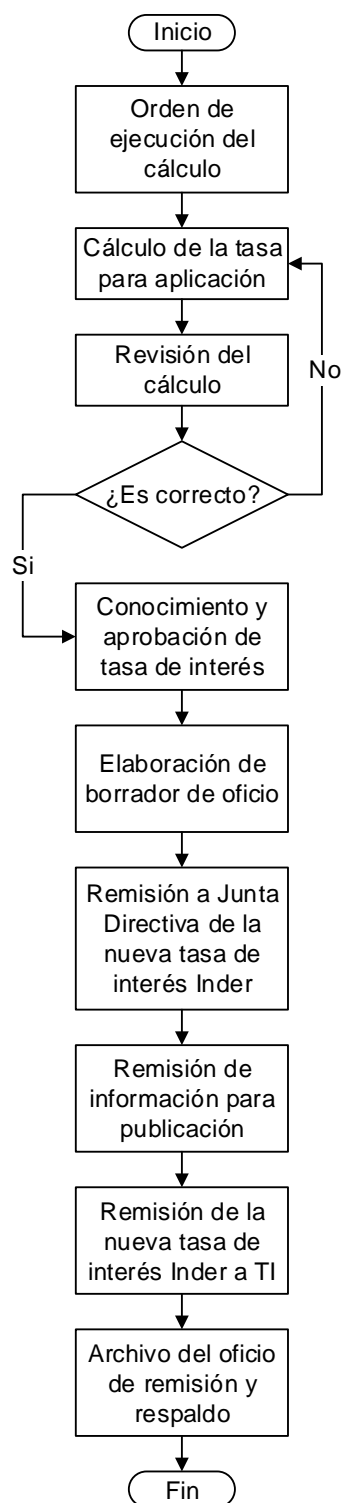 Inicio
Orden de
ejecución del
cálculo
Cálculo de la tasa
para aplicación
Revisión del
cálculo
No
¿Es correcto?
Si
Conocimiento y
aprobación de
tasa de interés
Elaboración de
borrador de oficio
Remisión a Junta
Directiva de la
nueva tasa de
interés Inder
Remisión de
información para
publicación
Remisión de la
nueva tasa de
interés Inder a TI
Archivo del oficio
de remisión y
respaldo
Fin